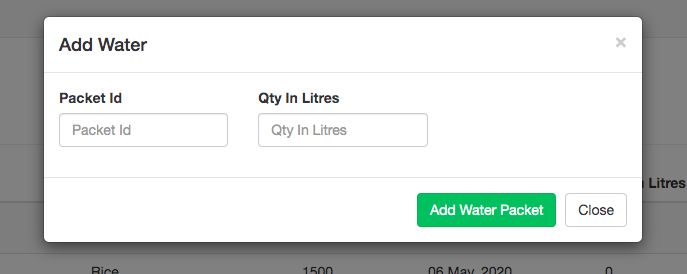 Add Water ×
Packet Id Qty In Litres
Packet Id Qty In Litres
Litres
Add Water Packet Close
Rice 1500 06 May, 2020 0